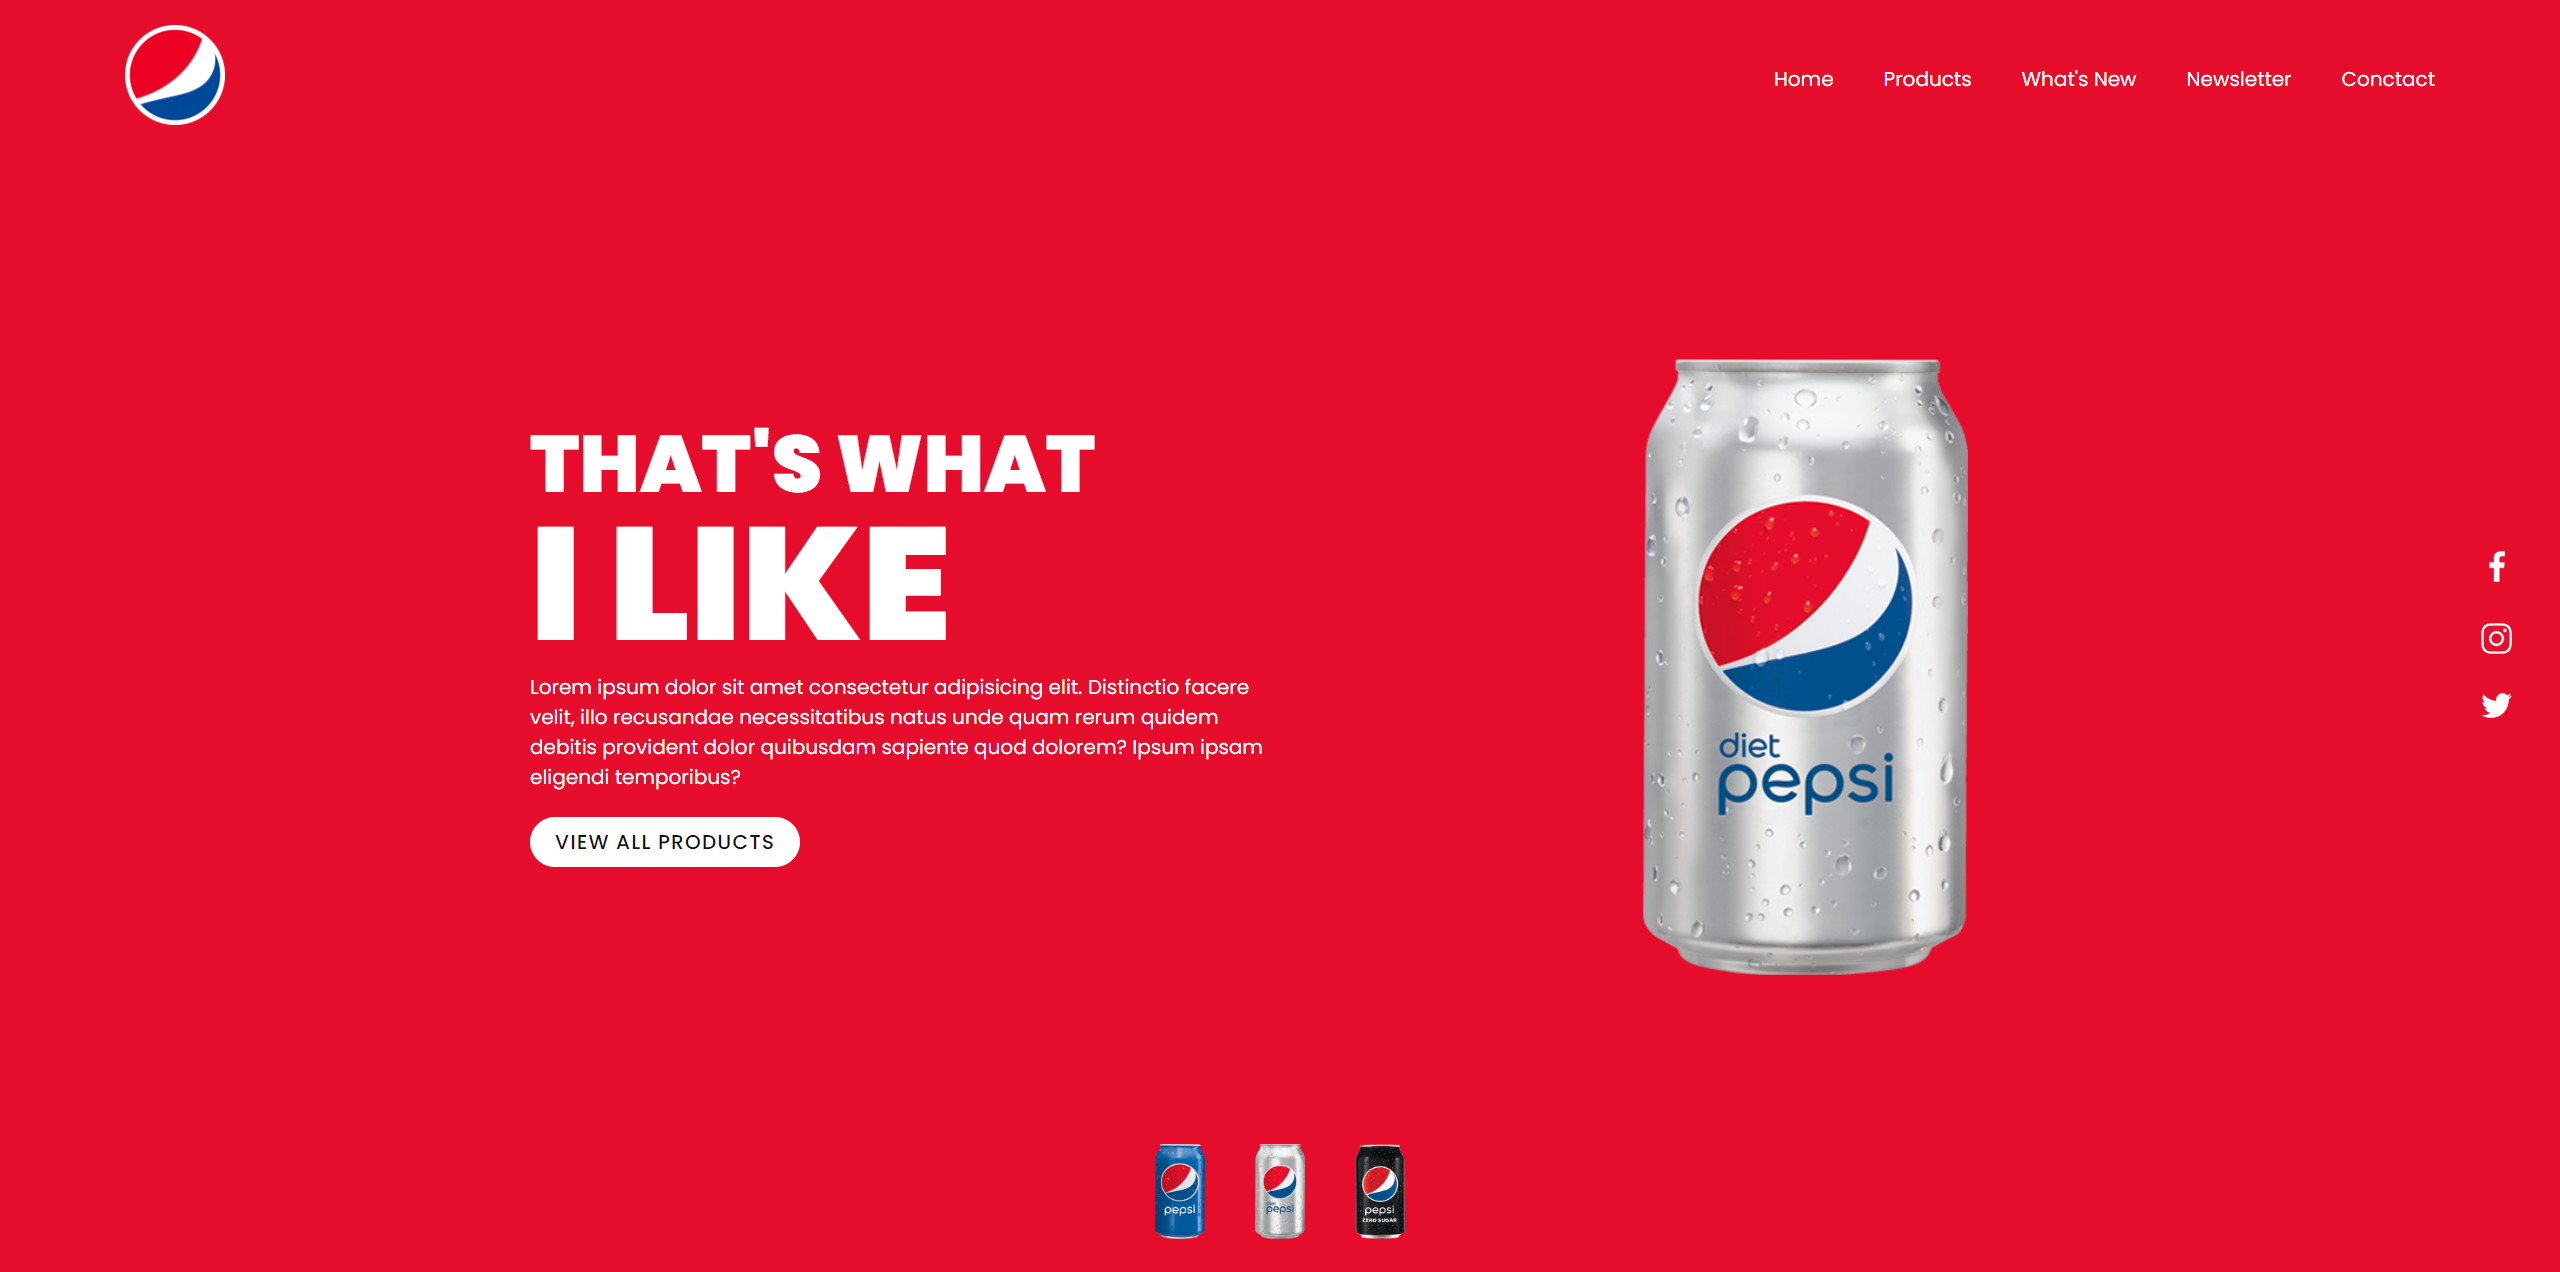 Home Products What's New Newsletter Conctact
THAT'S WHAT
I LIKE
Lorem ipsum dolor sit amet consectetur adipisicing elit. Distinctio facere
velit, illo recusandae necessitatibus natus unde quam rerum quidem
debitis provident dolor quibusdam sapiente quod dolorem? Ipsum ipsam
eligendi temporibus?
VIEW ALL PRODUCTS
diet
pepsi
pepsi
diet
pepsi
pepsi
ZERO SUGAR